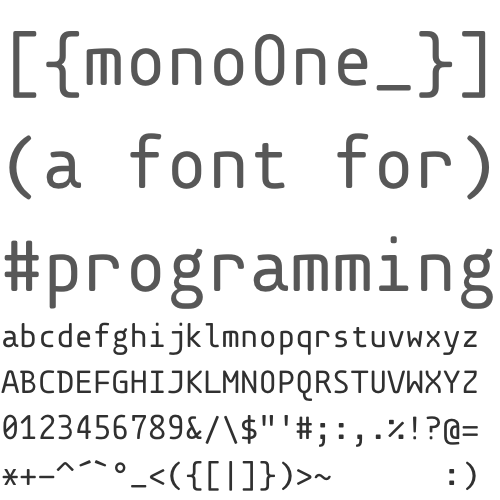 [{monoOne_}]
(a font for)
#programming
abcdefghijklmnopqrstuvwxyz
ABCDEFGHIJKLMNOPQRSTUVWXYZ
0123456789&/\$"'#;:,.%!?@=
*+-^´`°_<({[|]})>~ :)